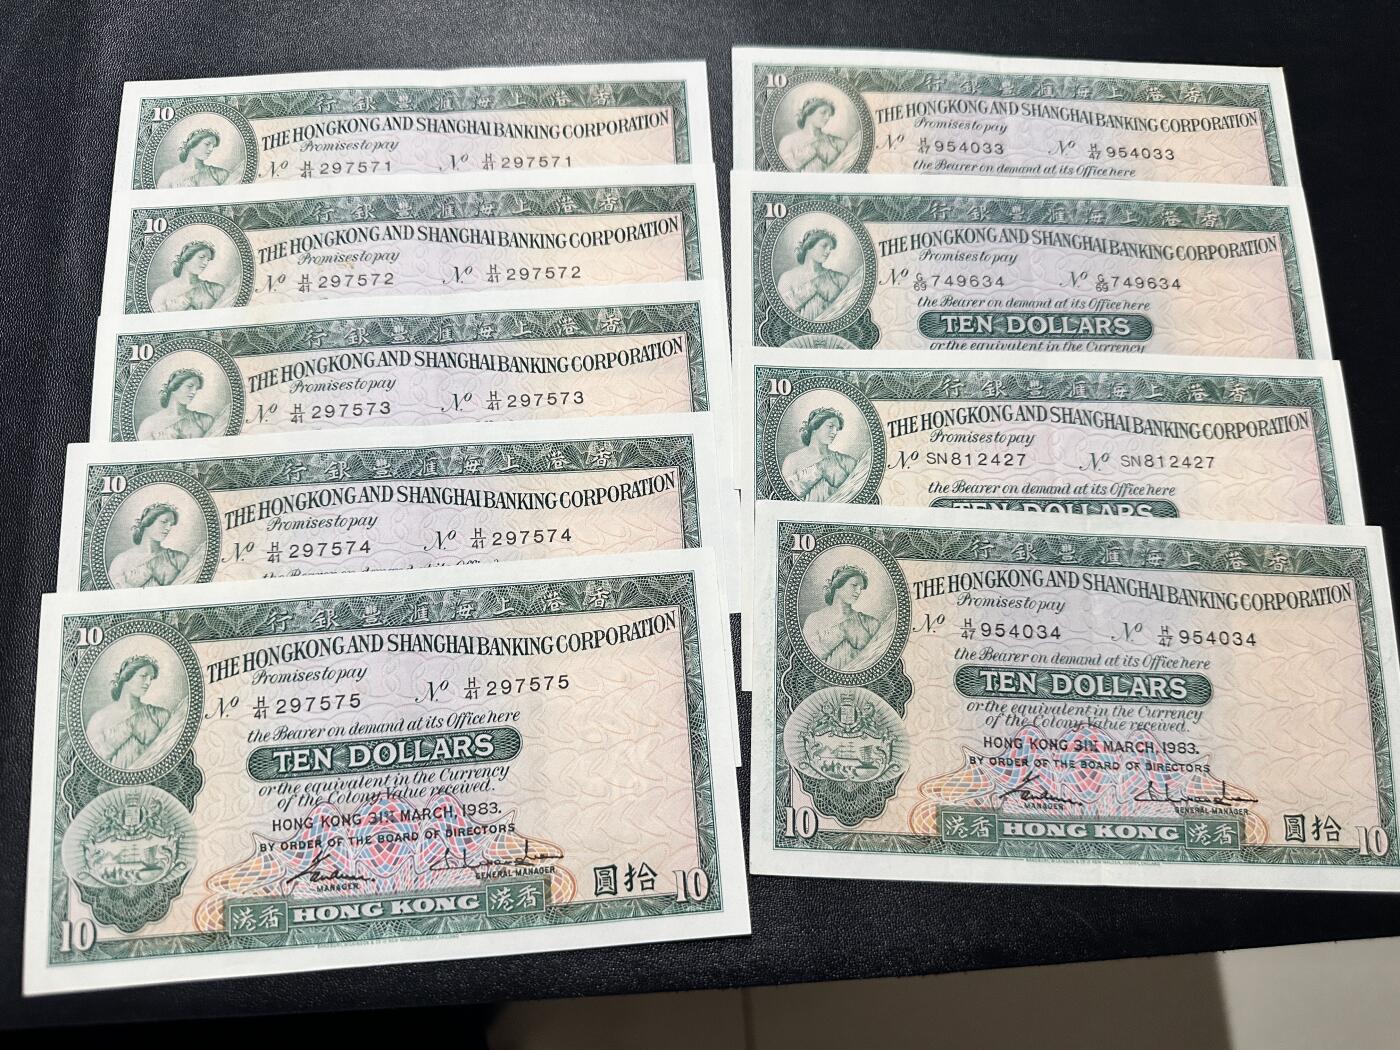 10
行銀豐滙海上港香
THE HONGKONG AND SHANGHAI BANKING CORPORATION
Promises to pay
Nº H/41 297571 Nº H/41 297571
10
行銀豐滙海上港香
THE HONGKONG AND SHANGHAI BANKING CORPORATION
Promises to pay
Nº H/41 297572 Nº H/41 297572
10
行銀豐滙海上港香
THE HONGKONG AND SHANGHAI BANKING CORPORATION
Promises to pay
Nº H/41 297573 Nº H/41 297573
10
行銀豐滙海上港香
THE HONGKONG AND SHANGHAI BANKING CORPORATION
Promises to pay
Nº H/41 297574 Nº H/41 297574
the Bearer on demand at its Office
10
行銀豐滙海上港香
THE HONGKONG AND SHANGHAI BANKING CORPORATION
Promises to pay
Nº H/41 297575 Nº H/41 297575
the Bearer on demand at its Office here
TEN DOLLARS
or the equivalent in the Currency
of the Colony Value received.
HONG KONG 31ST MARCH, 1983.
BY ORDER OF THE BOARD OF DIRECTORS
MANAGER GENERAL MANAGER
圓拾
10 港香 HONG KONG 港香 10
10
行銀豐滙海上港香
THE HONGKONG AND SHANGHAI BANKING CORPORATION
Promises to pay
Nº H/47 954033 Nº H/47 954033
the Bearer on demand at its Office here
10
行銀豐滙海上港香
THE HONGKONG AND SHANGHAI BANKING CORPORATION
Promises to pay
Nº G/69 749634 Nº G/69 749634
the Bearer on demand at its Office here
TEN DOLLARS
or the equivalent in the Currency
10
行銀豐滙海上港香
THE HONGKONG AND SHANGHAI BANKING CORPORATION
Promises to pay
Nº SN812427 Nº SN812427
the Bearer on demand at its Office here
TEN DOLLARS
10
行銀豐滙海上港香
THE HONGKONG AND SHANGHAI BANKING CORPORATION
Promises to pay
Nº H/47 954034 Nº H/47 954034
the Bearer on demand at its Office here
TEN DOLLARS
or the equivalent in the Currency
of the Colony Value received.
HONG KONG 31ST MARCH, 1983.
BY ORDER OF THE BOARD OF DIRECTORS
MANAGER GENERAL MANAGER
圓拾
10 港香 HONG KONG 港香 10